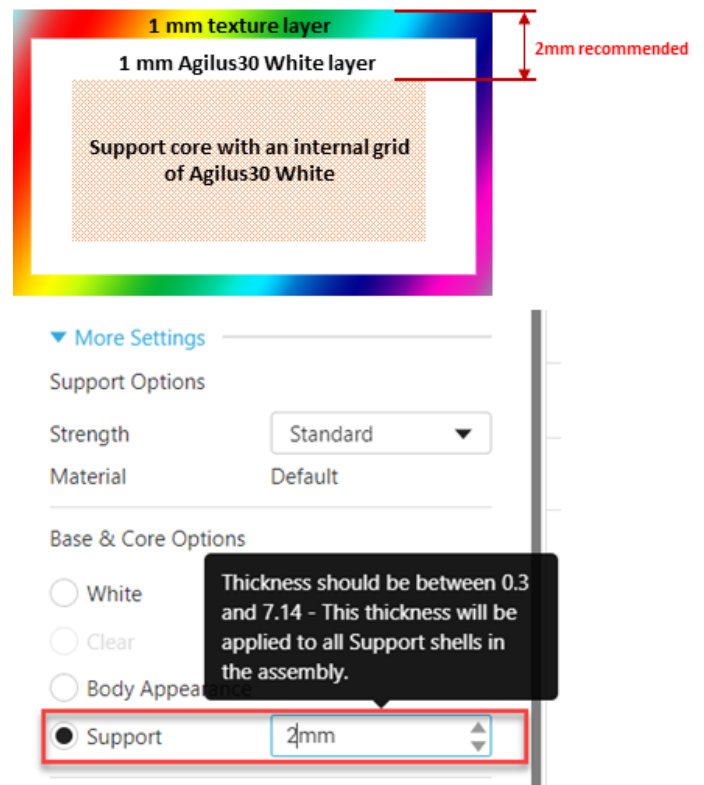 1 mm texture layer
2mm recommended
1 mm Agilus30 White layer
Support core with an internal grid
of Agilus30 White
More Settings
Support Options
Strength Standard
Material Default
Base & Core Options
White
Thickness should be between 0.3
and 7.14 - This thickness will be
applied to all Support shells in
the assembly.
Clear
Body Appearance
Support 2mm